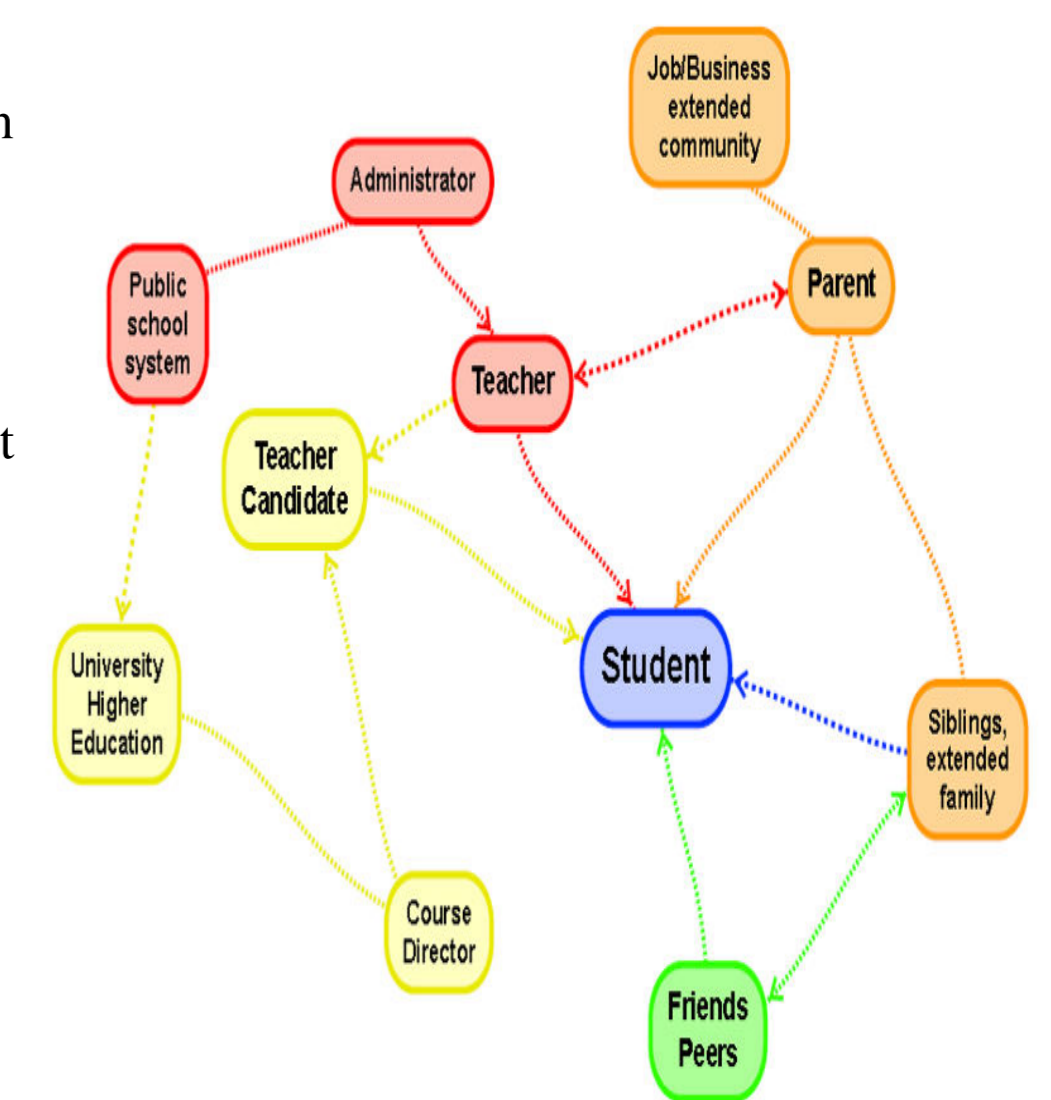 Job/Business
extended
community
n
Administrator
Public
school
system
Parent
Teacher
t
Teacher
Candidate
University
Higher
Education
Student
Siblings,
extended
family
Course
Director
Friends
Peers